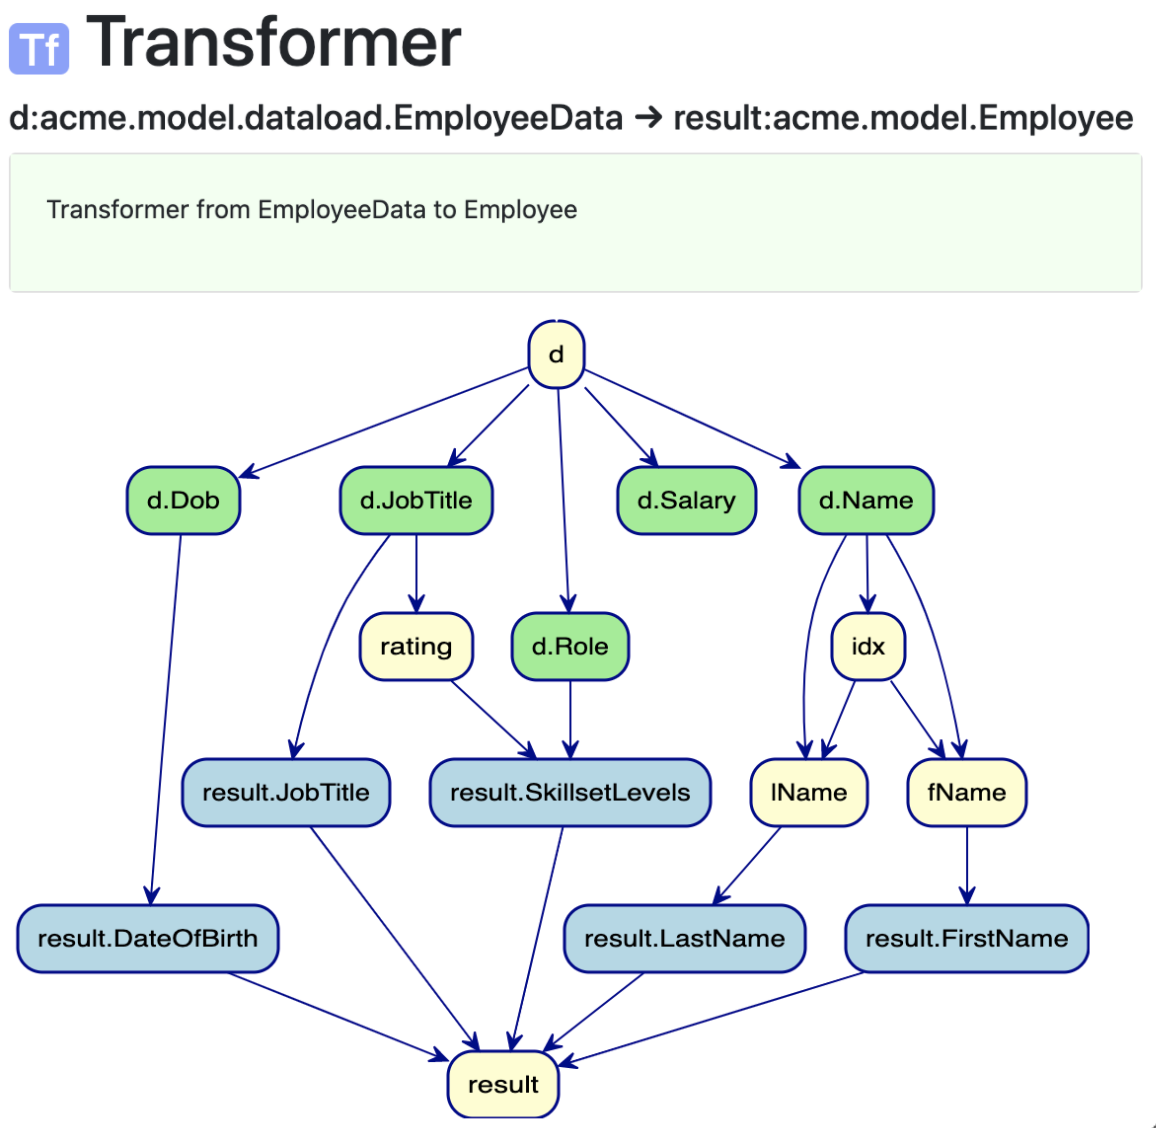 Tf Transformer
d:acme.model.dataload.EmployeeData → result:acme.model.Employee
Transformer from EmployeeData to Employee
d
d.Dob
d.JobTitle
d.Salary
d.Name
rating
d.Role
idx
result.JobTitle
result.SkillsetLevels
lName
fName
result.DateOfBirth
result.LastName
result.FirstName
result